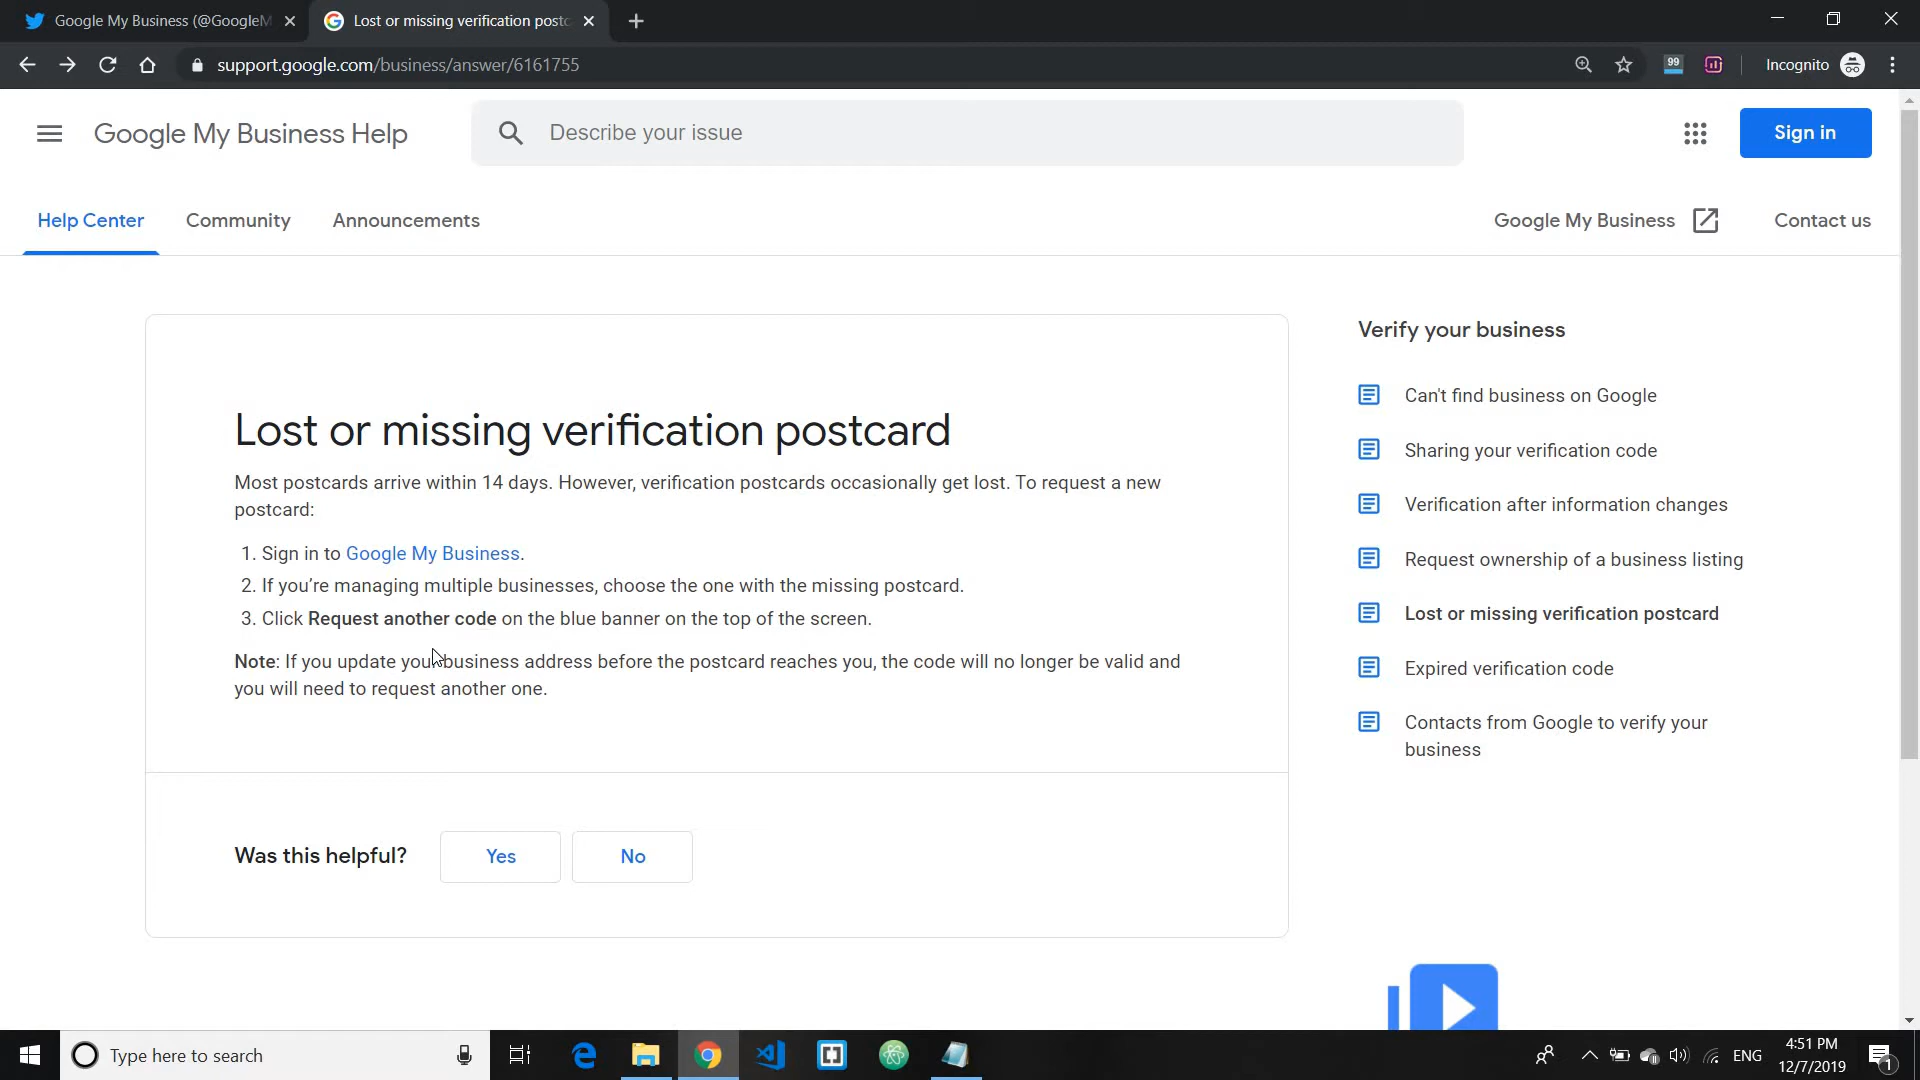 Google My Business (@GoogleM
Lost or missing verification postc
support.google.com/business/answer/6161755
99
Incognito
Google My Business Help
Describe your issue
Sign in
Help Center
Community
Announcements
Google My Business
Contact us
Lost or missing verification postcard
Most postcards arrive within 14 days. However, verification postcards occasionally get lost. To request a new
postcard:
1. Sign in to Google My Business.
2. If you’re managing multiple businesses, choose the one with the missing postcard.
3. Click Request another code on the blue banner on the top of the screen.
Note: If you update your business address before the postcard reaches you, the code will no longer be valid and
you will need to request another one.
Was this helpful?
Yes
No
Verify your business
Can't find business on Google
Sharing your verification code
Verification after information changes
Request ownership of a business listing
Lost or missing verification postcard
Expired verification code
Contacts from Google to verify your
business
Type here to search
ENG
4:51 PM
12/7/2019
1